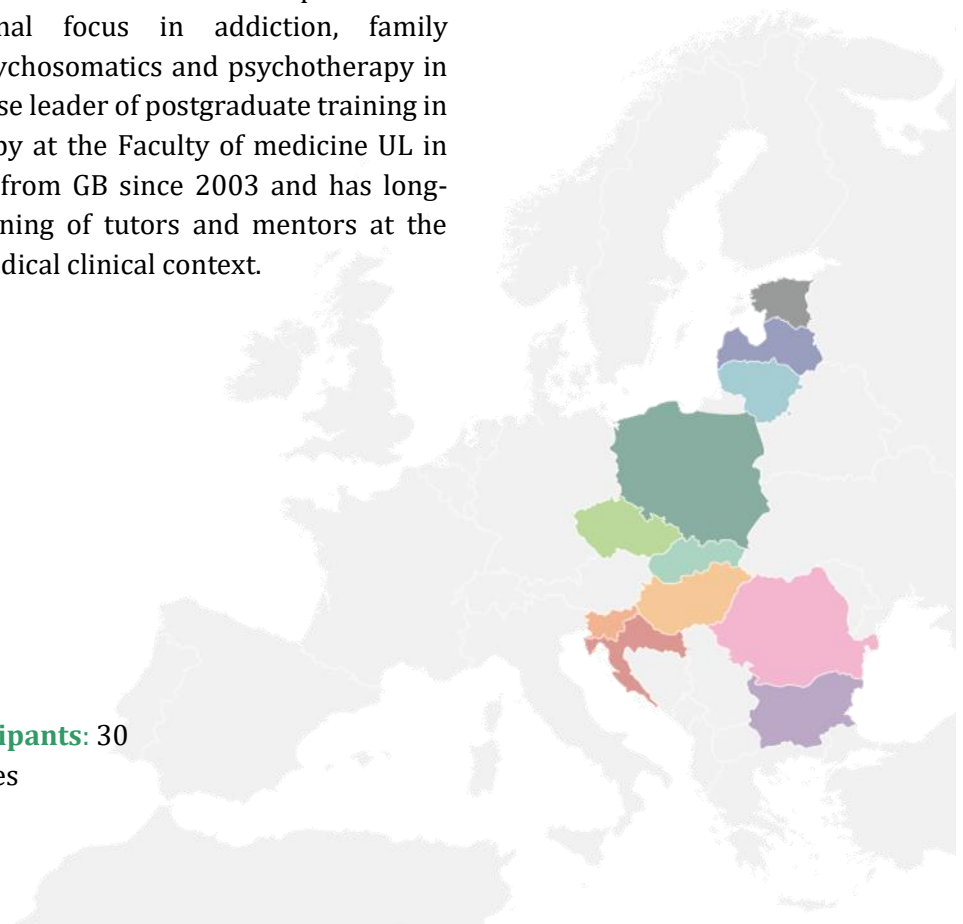 nal focus in addiction, family
ychosomatics and psychotherapy in
se leader of postgraduate training in
py at the Faculty of medicine UL in
from GB since 2003 and has long-
ning of tutors and mentors at the
dical clinical context.
ipants: 30
es